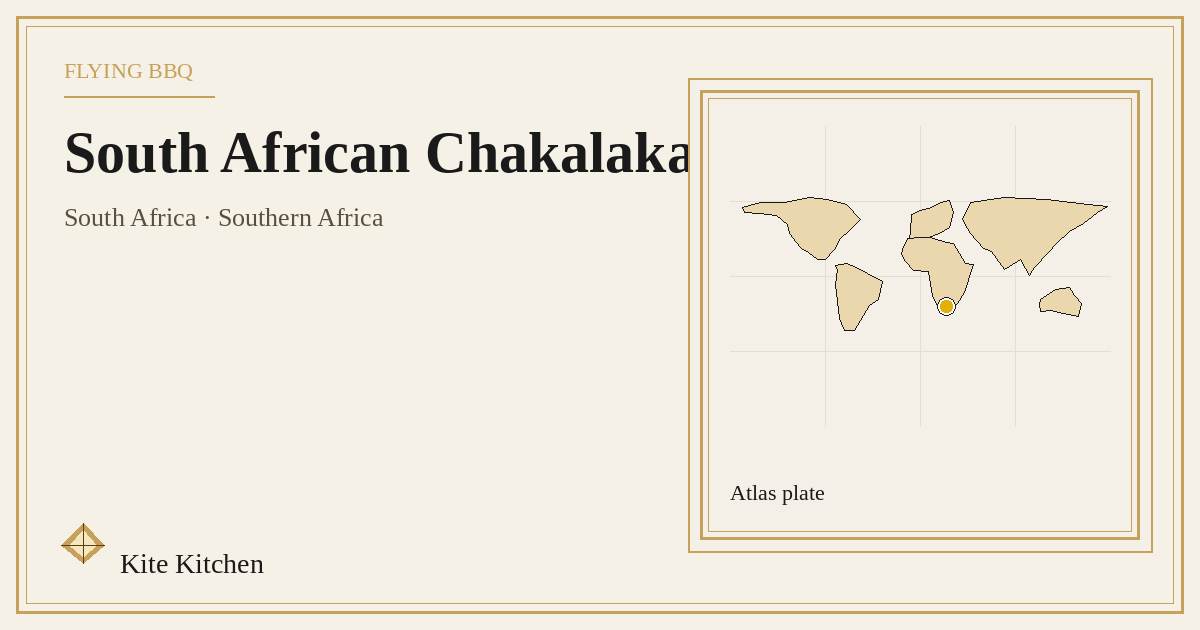 FLYING BBQ
South African Chakalaka
South Africa · Southern Africa
Atlas plate
Kite Kitchen